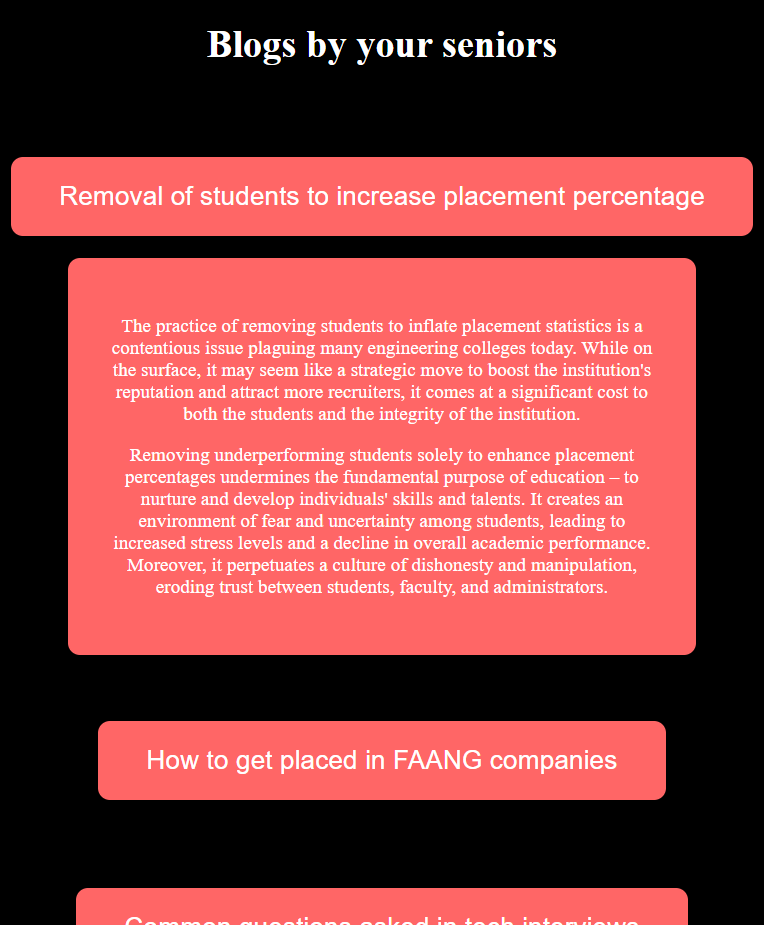 Blogs by your seniors
Removal of students to increase placement percentage
The practice of removing students to inflate placement statistics is a
contentious issue plaguing many engineering colleges today. While on
the surface, it may seem like a strategic move to boost the institution's
reputation and attract more recruiters, it comes at a significant cost to
both the students and the integrity of the institution.
Removing underperforming students solely to enhance placement
percentages undermines the fundamental purpose of education – to
nurture and develop individuals' skills and talents. It creates an
environment of fear and uncertainty among students, leading to
increased stress levels and a decline in overall academic performance.
Moreover, it perpetuates a culture of dishonesty and manipulation,
eroding trust between students, faculty, and administrators.
How to get placed in FAANG companies
Common questions asked in tech interviews